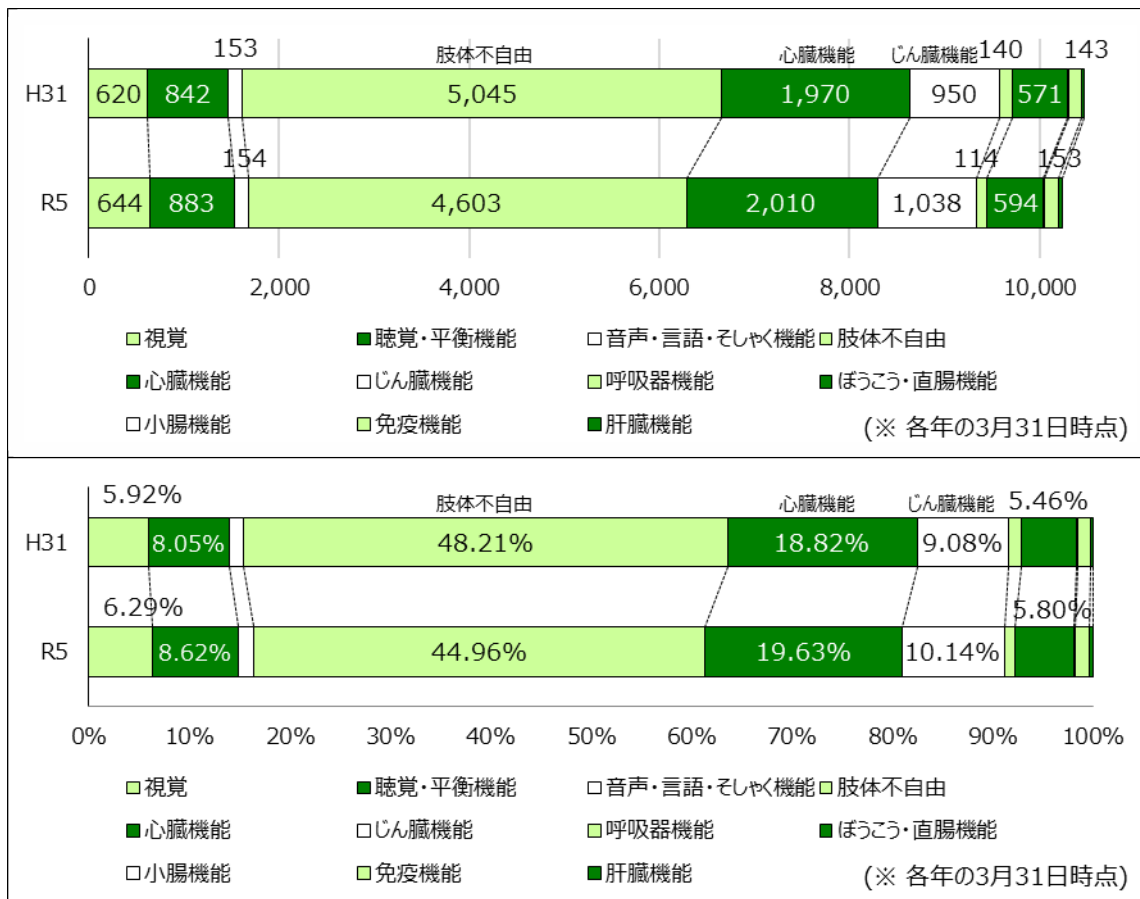 153 肢体不自由 心臓機能 じん臓機能 140 143
H31 620 842 5,045 1,970 950 571
154 114 153
R5 644 883 4,603 2,010 1,038 594
0 2,000 4,000 6,000 8,000 10,000
視覚 聴覚・平衡機能 音声・言語・そしゃく機能 肢体不自由
心臓機能 じん臓機能 呼吸器機能 ぼうこう・直腸機能
小腸機能 免疫機能 肝臓機能 (※ 各年の3月31日時点)
5.92% 肢体不自由 心臓機能 じん臓機能 5.46%
H31 8.05% 48.21% 18.82% 9.08%
6.29% 5.80%
R5 8.62% 44.96% 19.63% 10.14%
0% 10% 20% 30% 40% 50% 60% 70% 80% 90% 100%
視覚 聴覚・平衡機能 音声・言語・そしゃく機能 肢体不自由
心臓機能 じん臓機能 呼吸器機能 ぼうこう・直腸機能
小腸機能 免疫機能 肝臓機能 (※ 各年の3月31日時点)